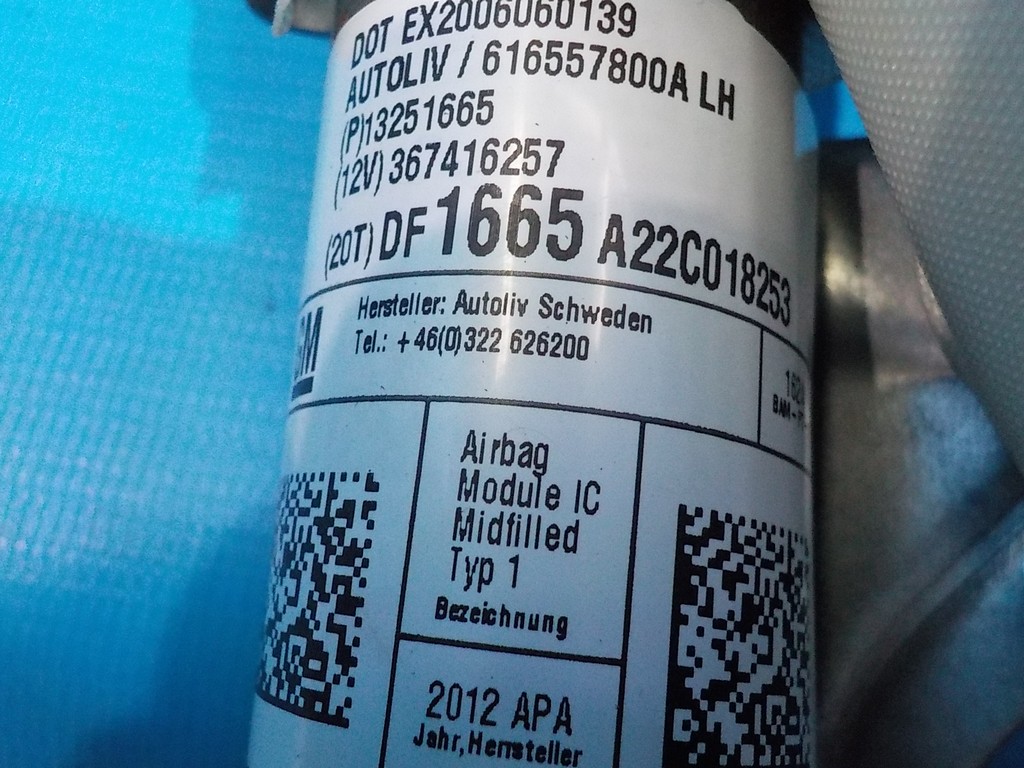 DOT EX2006060139
AUTOLIV / 616557800A LH
(P)13251665
(12V) 367416257
(20T) DF 1665 A22C018253
GM
Hersteller: Autoliv Schweden
Tel.: +46(0)322 626200
Airbag
Module IC
Midfilled
Typ 1
Bezeichnung
2012 APA
Jahr,Hersteller